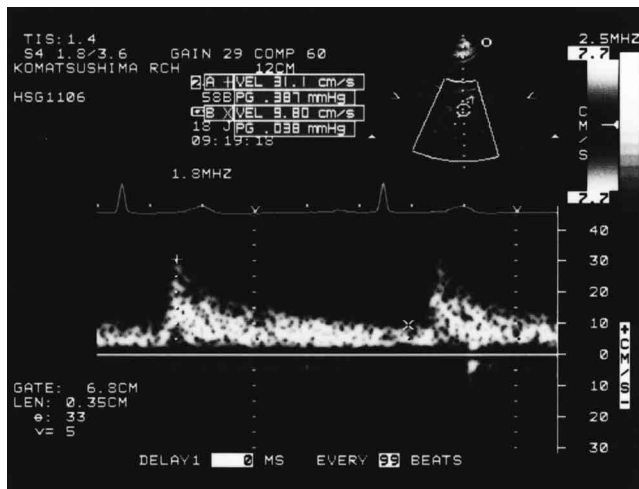 TIS:1.4
S4 1.8/3.6 GAIN 29 COMP 60
KOMATSUSHIMA RCH 12CM
2.5MHZ
7.7
A + VEL 31.1 cm/s
HSG1106 58B PG .387 mmHg
B X VEL 9.80 cm/s
18 J PG .038 mmHg
09:19:18
CM/S
1.8MHZ
7.7
40
30
20
10
0
10
20
30
+CM/S-
GATE: 6.8CM
LEN: 0.35CM
θ: 33
v= 5
DELAY1 0 MS EVERY 99 BEATS